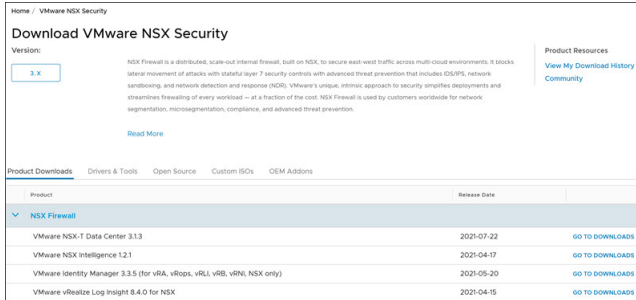 Home / VMware NSX Security
Download VMware NSX Security
Version:
3.X
NSX Firewall is a distributed, scale-out internal firewall, built on NSX, to secure east-west traffic across multi-cloud environments. It blocks
lateral movement of attacks with stateful layer 7 security controls with advanced threat prevention that includes IDS/IPS, network
sandboxing, and network detection and response (NDR). VMware's unique, intrinsic approach to security simplifies deployments and
streamlines firewalling of every workload — at a fraction of the cost. NSX Firewall is used by customers worldwide for network
segmentation, microsegmentation, compliance, and advanced threat prevention.
Read More
Product Resources
View My Download History
Community
Product Downloads Drivers & Tools Open Source Custom ISOs OEM Addons
Product Release Date
NSX Firewall
VMware NSX-T Data Center 3.1.3 2021-07-22 GO TO DOWNLOADS
VMware NSX Intelligence 1.2.1 2021-04-17 GO TO DOWNLOADS
VMware Identity Manager 3.3.5 (for vRA, vRops, vRLI, vRB, vRNI, NSX only) 2021-05-20 GO TO DOWNLOADS
VMware vRealize Log Insight 8.4.0 for NSX 2021-04-15 GO TO DOWNLOADS